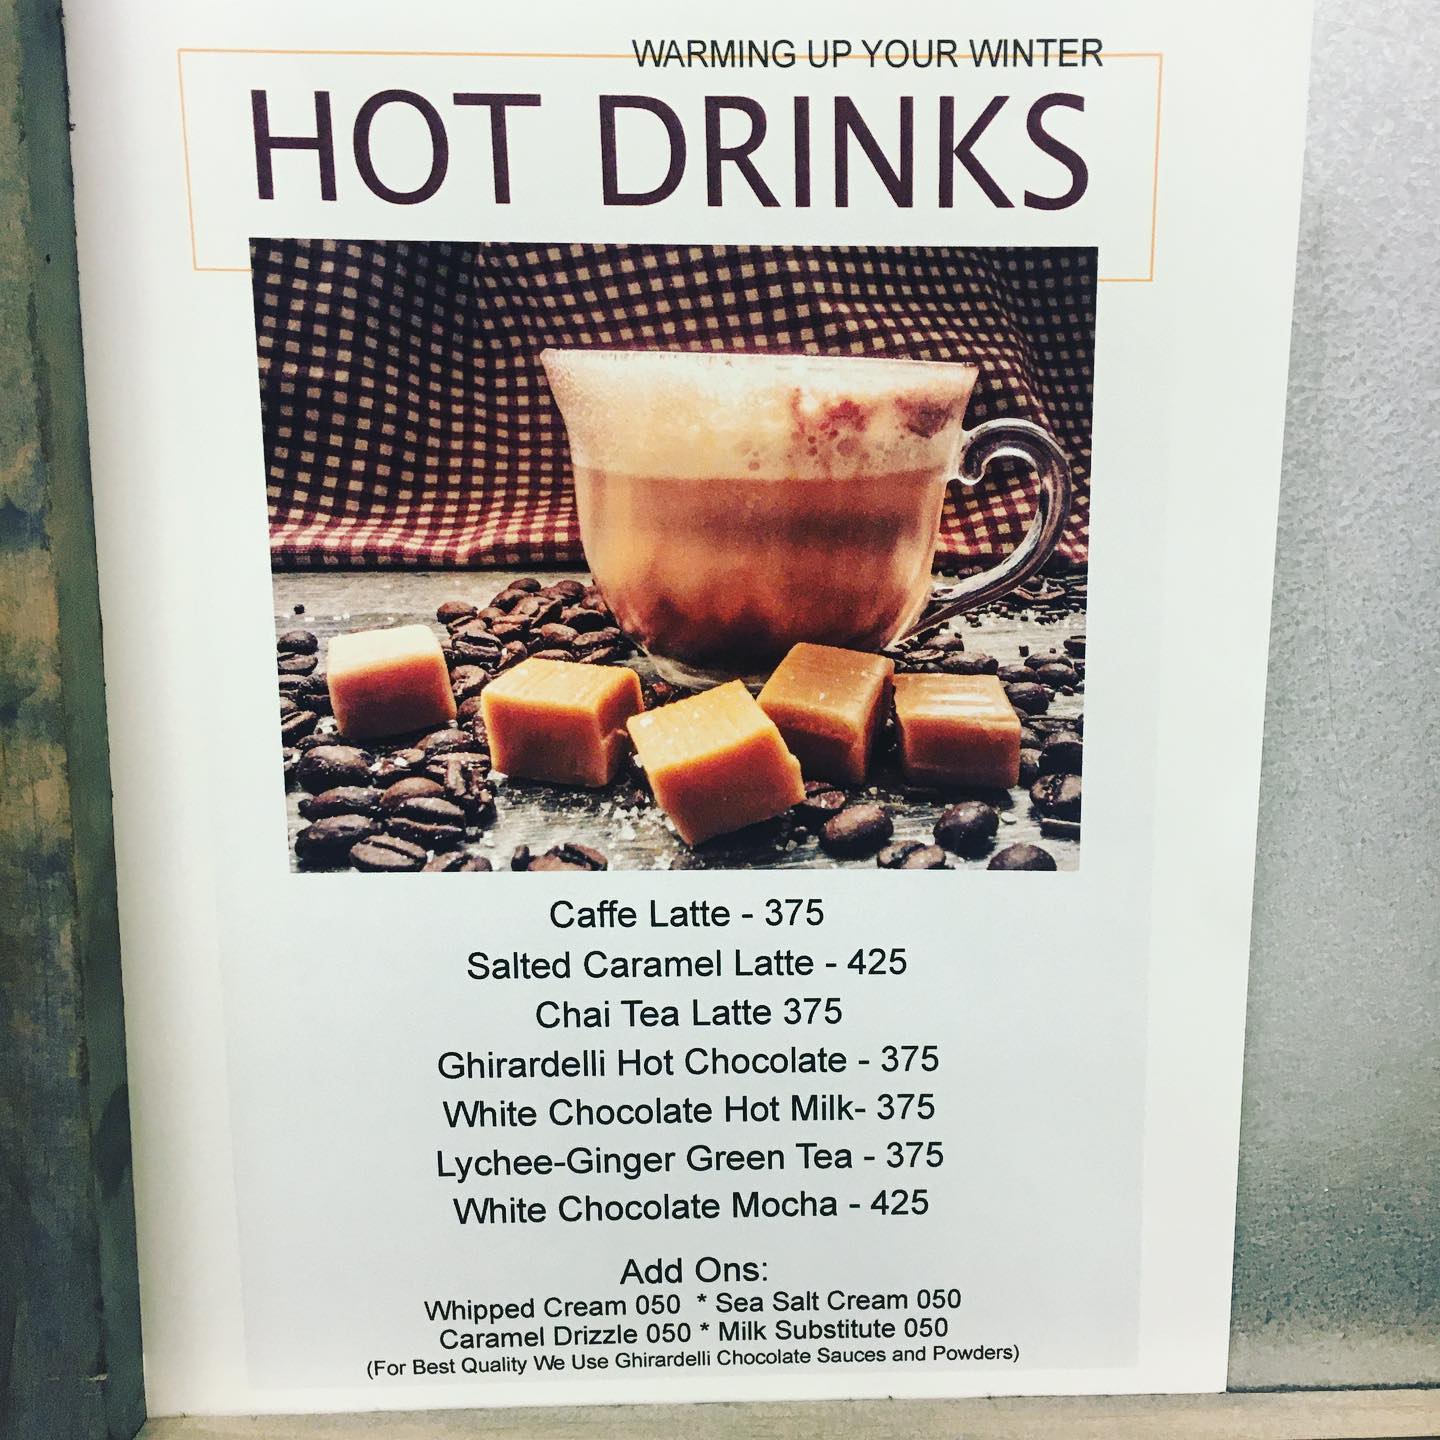 WARMING UP YOUR WINTER
HOT DRINKS
Caffe Latte - 375
Salted Caramel Latte - 425
Chai Tea Latte 375
Ghirardelli Hot Chocolate - 375
White Chocolate Hot Milk- 375
Lychee-Ginger Green Tea - 375
White Chocolate Mocha - 425
Add Ons:
Whipped Cream 050 * Sea Salt Cream 050
Caramel Drizzle 050 * Milk Substitute 050
(For Best Quality We Use Ghirardelli Chocolate Sauces and Powders)